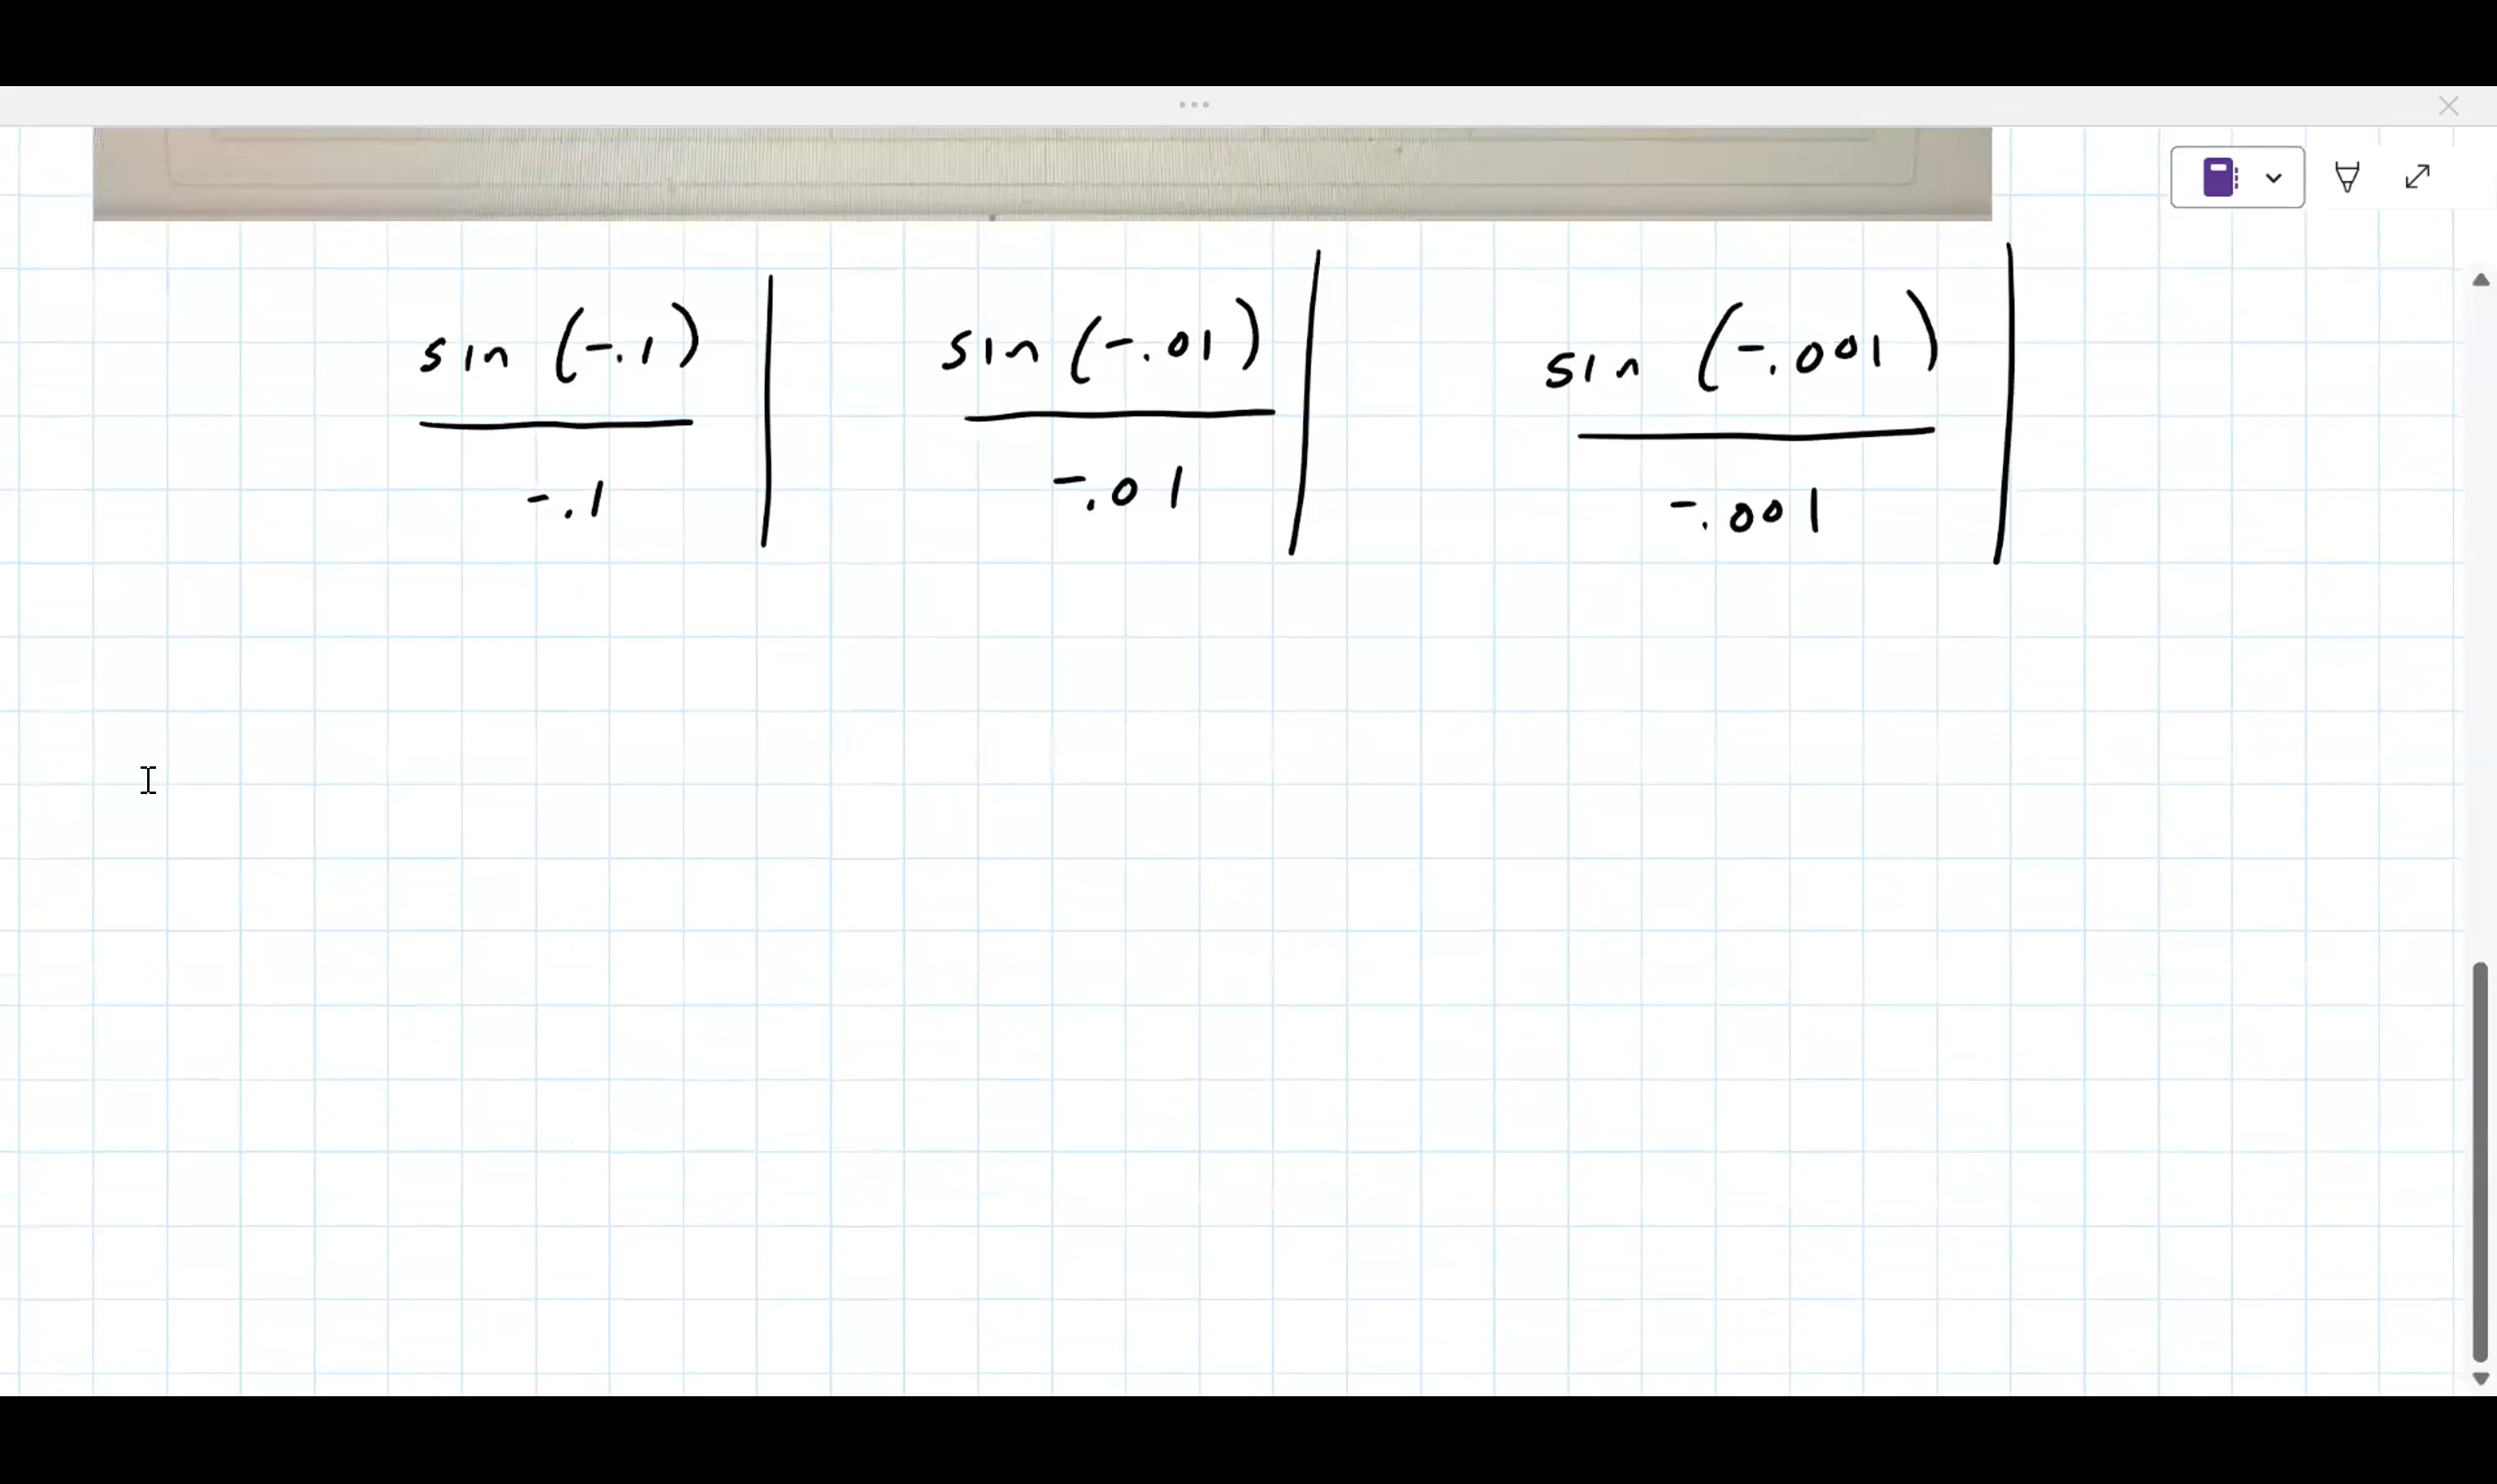 sin (-.1) | sin (-.01) | sin (-.001) |
-.1 | -.01 | -.001 |